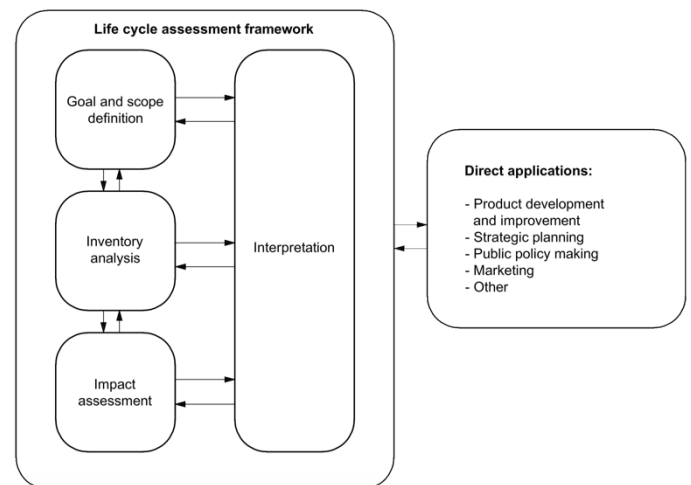 Life cycle assessment framework
Goal and scope
definition
Inventory
analysis
Impact
assessment
Interpretation
Direct applications:
- Product development
and improvement
- Strategic planning
- Public policy making
- Marketing
- Other